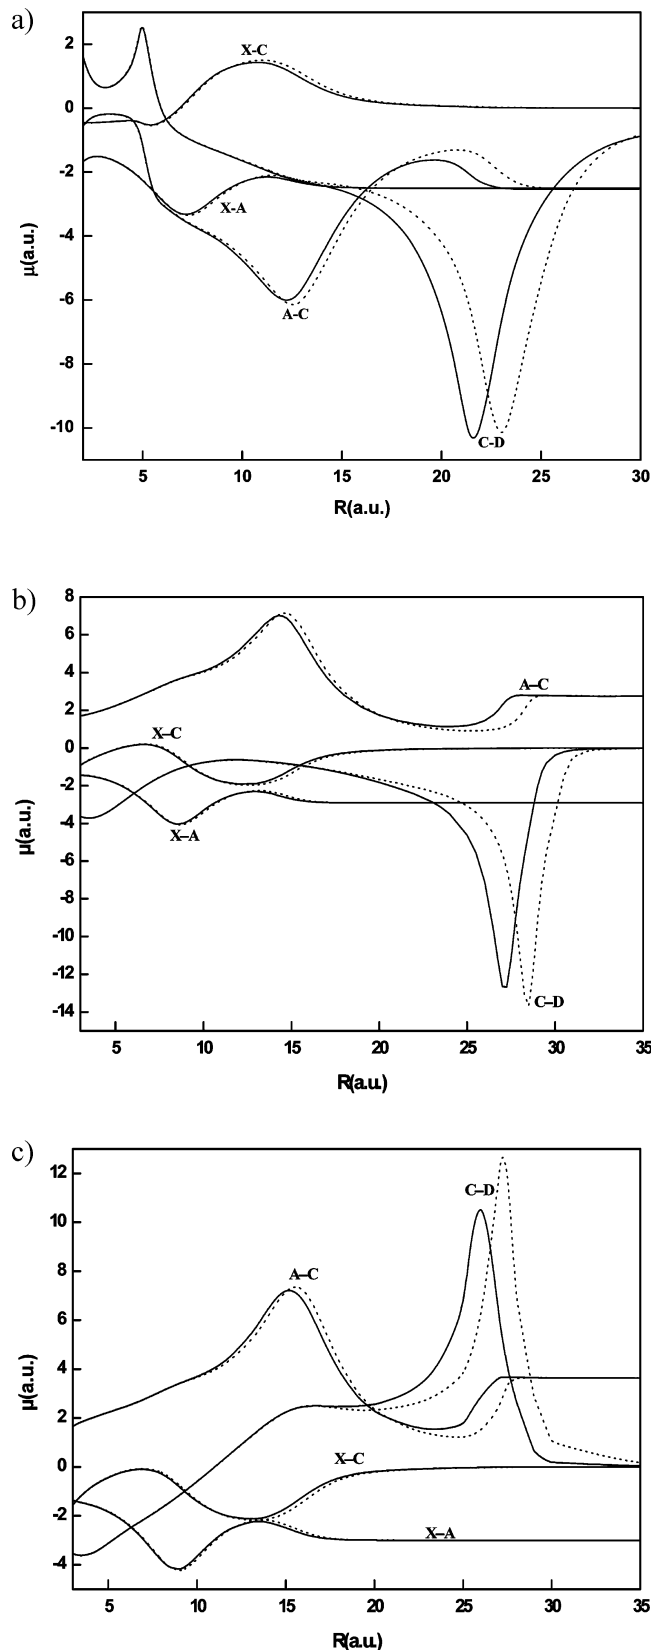 a)
2
X-C
0
-2
X-A
-4
μ(a.u.)
-6
A-C
-8
-10
C-D
5 10 15 20 25 30
R(a.u.)
b)
8
6
4
A–C
2
X–C
0
-2
X–A
-4
μ(a.u.)
-6
-8
-10
-12
C–D
-14
5 10 15 20 25 30 35
R(a.u.)
c)
12
C–D
10
8
A–C
6
μ(a.u.)
4
2
X–C
0
-2
X–A
-4
5 10 15 20 25 30 35
R(a.u.)